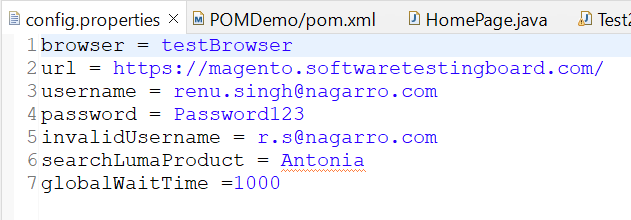 config.properties POMDemo/pom.xml HomePage.java Test2
1 browser = testBrowser
2 url = https://magento.softwaretestingboard.com/
3 username = renu.singh@nagarro.com
4 password = Password123
5 invalidUsername = r.s@nagarro.com
6 searchLumaProduct = Antonia
7 globalWaitTime =1000